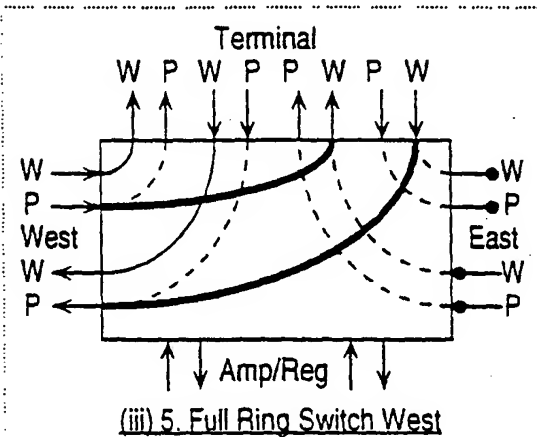 Terminal
W P W P P W P W
W W
P P
West East
W W
P P
Amp/Reg
(iii) 5. Full Ring Switch West